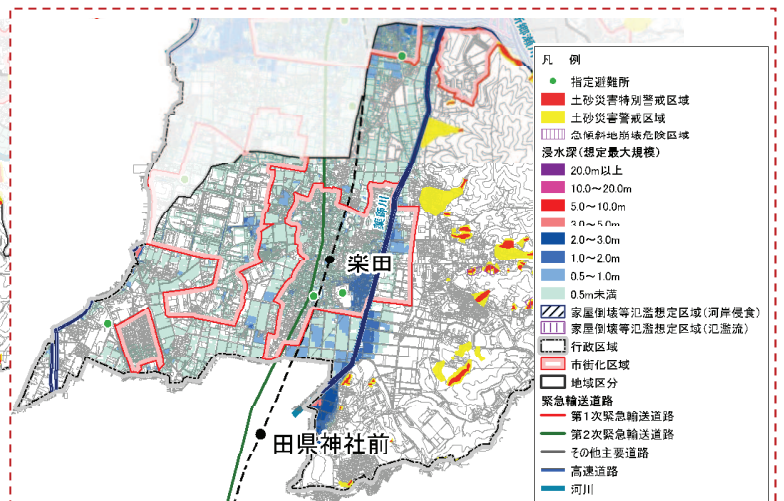 薬師川
楽田
田県神社前
凡 例
指定避難所
土砂災害特別警戒区域
土砂災害警戒区域
急傾斜地崩壊危険区域
浸水深(想定最大規模)
20.0m以上
10.0～20.0m
5.0～10.0m
3.0～5.0m
2.0～3.0m
1.0～2.0m
0.5～1.0m
0.5m未満
家屋倒壊等氾濫想定区域(河岸侵食)
家屋倒壊等氾濫想定区域(氾濫流)
行政区域
市街化区域
地域区分
緊急輸送道路
第1次緊急輸送道路
第2次緊急輸送道路
その他主要道路
高速道路
河川